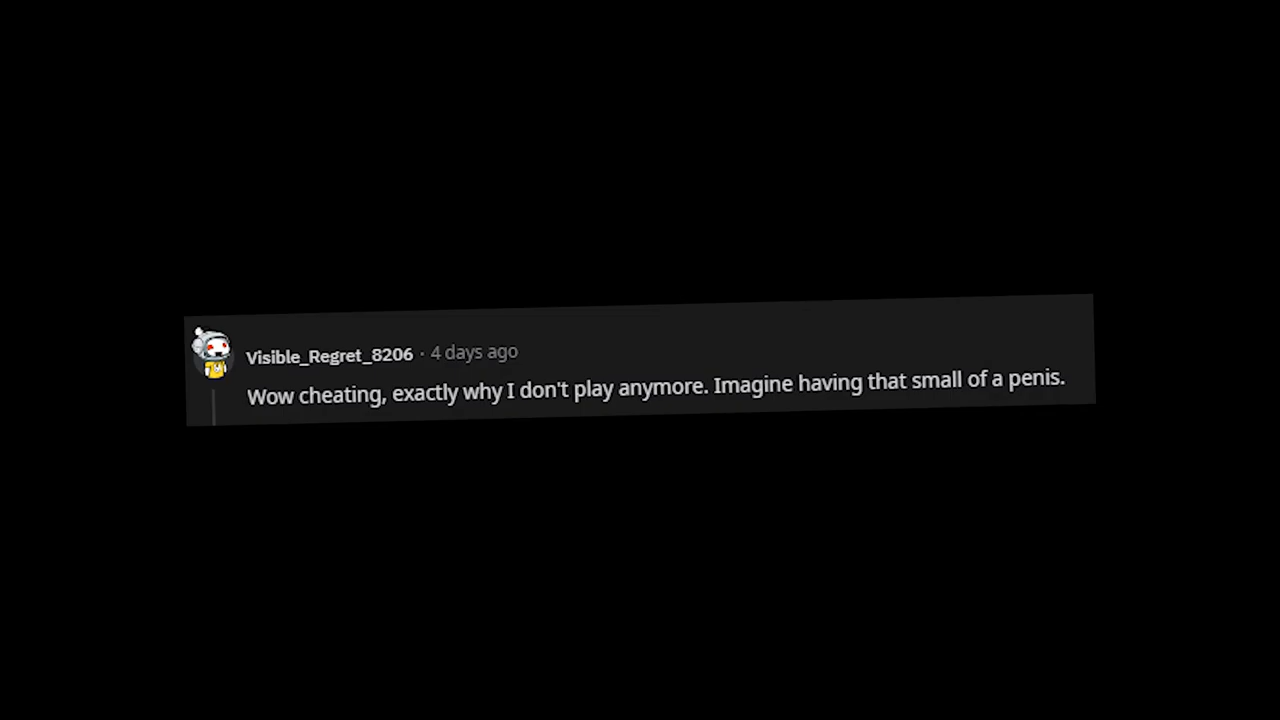 Visible_Regret_8206 · 4 days ago
Wow cheating, exactly why I don't play anymore. Imagine having that small of a penis.